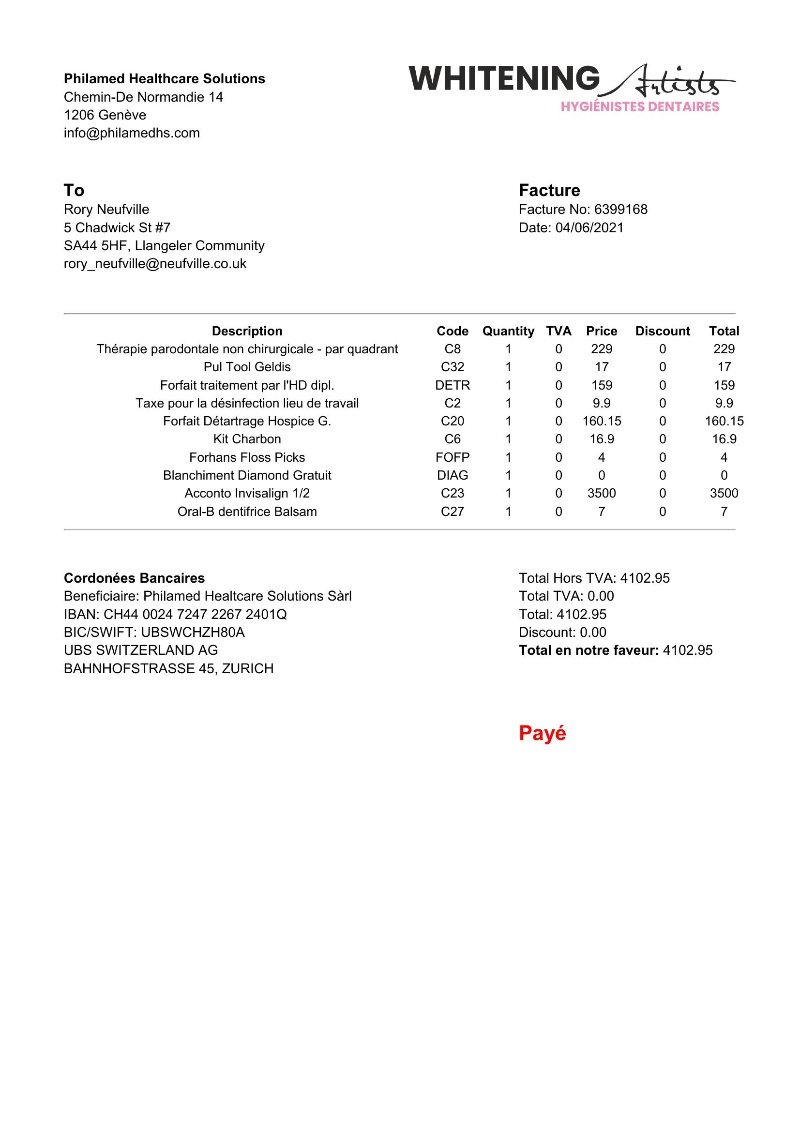 Philamed Healthcare Solutions
Chemin-De Normandie 14
1206 Genève
info@philamedhs.com
WHITENING Artists
HYGIÉNISTES DENTAIRES
To
Rory Neufville
5 Chadwick St #7
SA44 5HF, Llangeler Community
rory_neufville@neufville.co.uk
Facture
Facture No: 6399168
Date: 04/06/2021
Description Code Quantity TVA Price Discount Total
Thérapie parodontale non chirurgicale - par quadrant C8 1 0 229 0 229
Pul Tool Geldis C32 1 0 17 0 17
Forfait traitement par l'HD dipl. DETR 1 0 159 0 159
Taxe pour la désinfection lieu de travail C2 1 0 9.9 0 9.9
Forfait Détartrage Hospice G. C20 1 0 160.15 0 160.15
Kit Charbon C6 1 0 16.9 0 16.9
Forhans Floss Picks FOFP 1 0 4 0 4
Blanchiment Diamond Gratuit DIAG 1 0 0 0 0
Acconto Invisalign 1/2 C23 1 0 3500 0 3500
Oral-B dentifrice Balsam C27 1 0 7 0 7
Cordonées Bancaires
Beneficiaire: Philamed Healtcare Solutions Sàrl
IBAN: CH44 0024 7247 2267 2401Q
BIC/SWIFT: UBSWCHZH80A
UBS SWITZERLAND AG
BAHNHOFSTRASSE 45, ZURICH
Total Hors TVA: 4102.95
Total TVA: 0.00
Total: 4102.95
Discount: 0.00
Total en notre faveur: 4102.95
Payé